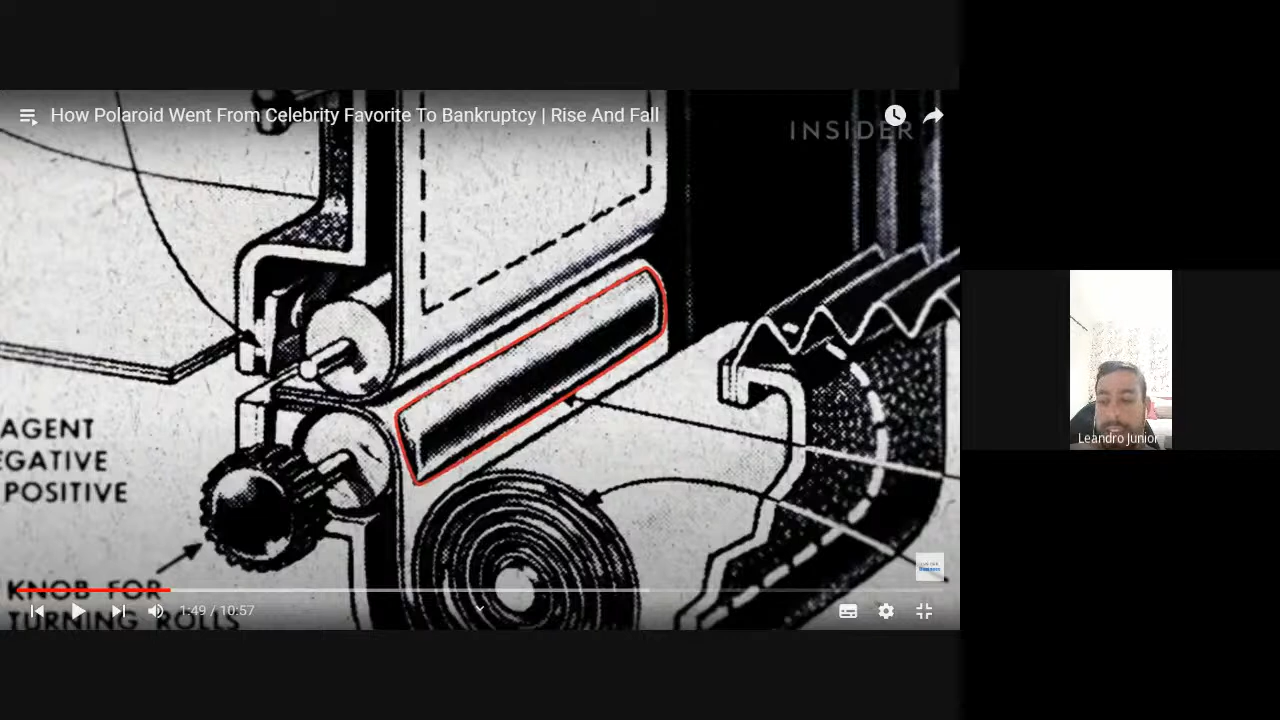 How Polaroid Went From Celebrity Favorite To Bankruptcy | Rise And Fall
INSIDER
AGENT
EGATIVE
POSITIVE
KNOB FOR
TURNING ROLLS
1:49 / 10:57
Leandro Junior